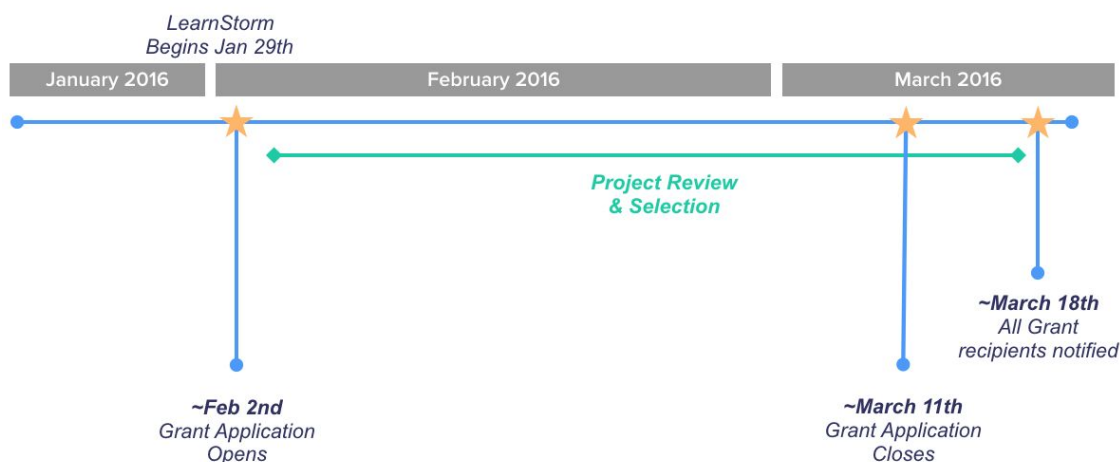 LearnStorm
Begins Jan 29th
January 2016
February 2016
March 2016
Project Review
& Selection
~March 18th
All Grant
recipients notified
~Feb 2nd
Grant Application
Opens
~March 11th
Grant Application
Closes